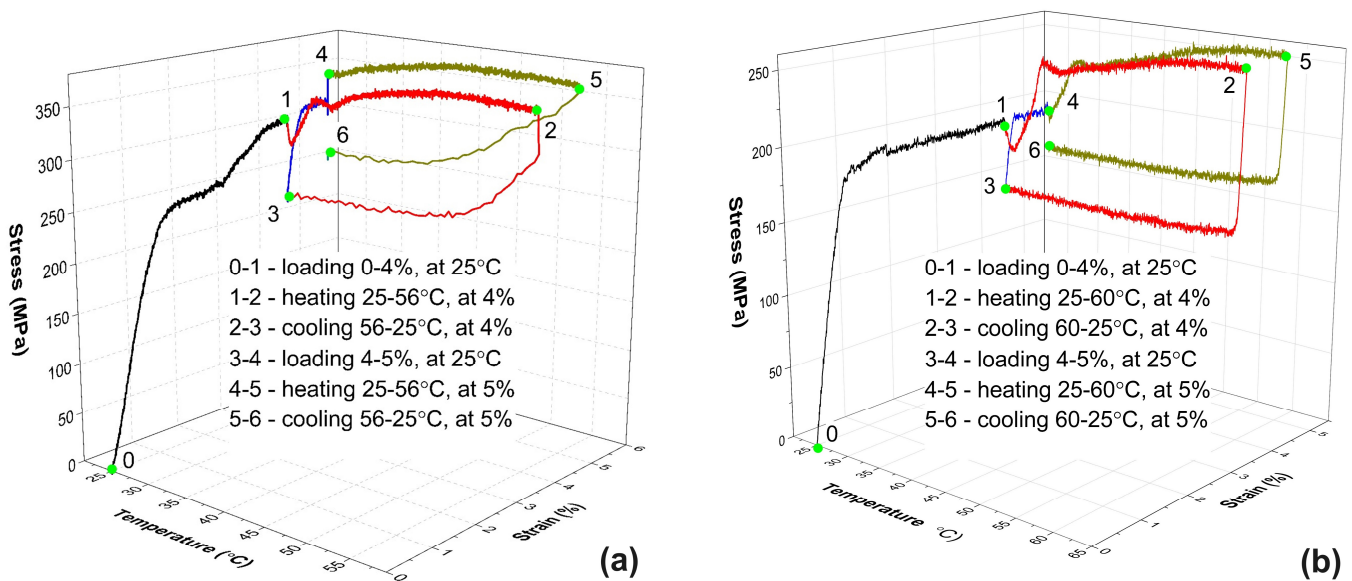 350
300
250
200
150
100
50
0
Stress (MPa)
25
30
35
40
45
50
55
Temperature (°C)
0
1
2
3
4
5
6
Strain (%)
0
1
2
3
4
5
6
0-1 - loading 0-4%, at 25°C
1-2 - heating 25-56°C, at 4%
2-3 - cooling 56-25°C, at 4%
3-4 - loading 4-5%, at 25°C
4-5 - heating 25-56°C, at 5%
5-6 - cooling 56-25°C, at 5%
(a)
250
200
150
100
50
0
Stress (MPa)
25
30
35
40
45
50
55
60
65
Temperature °C)
0
1
2
3
4
5
Strain (%)
0
1
2
3
4
5
6
0-1 - loading 0-4%, at 25°C
1-2 - heating 25-60°C, at 4%
2-3 - cooling 60-25°C, at 4%
3-4 - loading 4-5%, at 25°C
4-5 - heating 25-60°C, at 5%
5-6 - cooling 60-25°C, at 5%
(b)